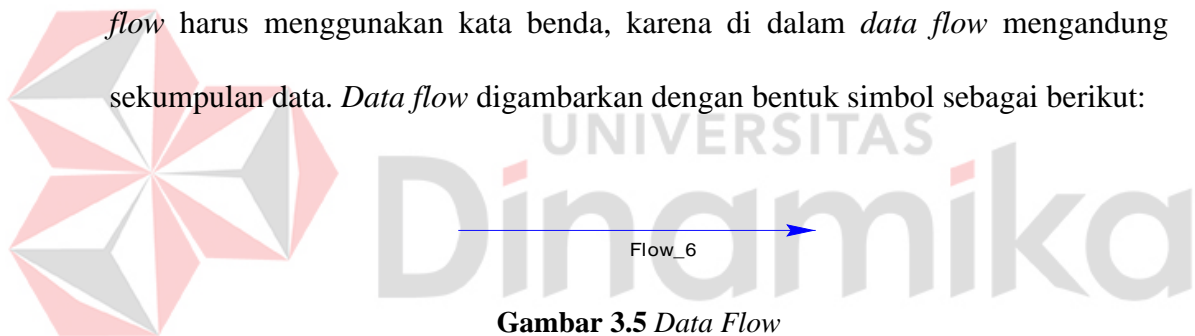 flow harus menggunakan kata benda, karena di dalam data flow mengandung
sekumpulan data. Data flow digambarkan dengan bentuk simbol sebagai berikut:
UNIVERSITAS
Dinamika
Flow_6
Gambar 3.5 Data Flow